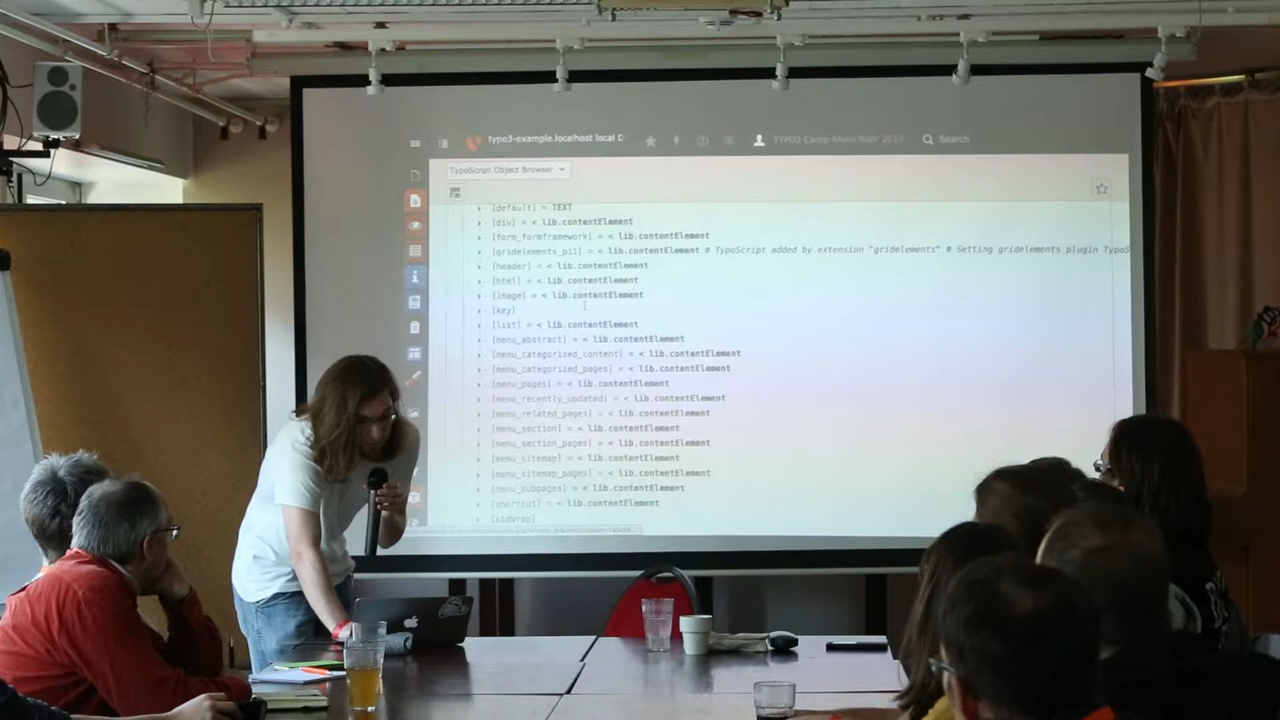 typo3-example.localhost local D
TYPO3 Camp Rhein Ruhr 2017
Search
TypoScript Object Browser
[default] = TEXT
[div] = < lib.contentElement
[form_formframework] = < lib.contentElement
[gridelements_pi1] = < lib.contentElement # TypoScript added by extension "gridelements" # Setting gridelements plugin TypoS
[header] = < lib.contentElement
[html] = < lib.contentElement
[image] = < lib.contentElement
[key]
[list] = < lib.contentElement
[menu_abstract] = < lib.contentElement
[menu_categorized_content] = < lib.contentElement
[menu_categorized_pages] = < lib.contentElement
[menu_pages] = < lib.contentElement
[menu_recently_updated] = < lib.contentElement
[menu_related_pages] = < lib.contentElement
[menu_section] = < lib.contentElement
[menu_section_pages] = < lib.contentElement
[menu_sitemap] = < lib.contentElement
[menu_sitemap_pages] = < lib.contentElement
[menu_subpages] = < lib.contentElement
[shortcut] = < lib.contentElement
[stdWrap]